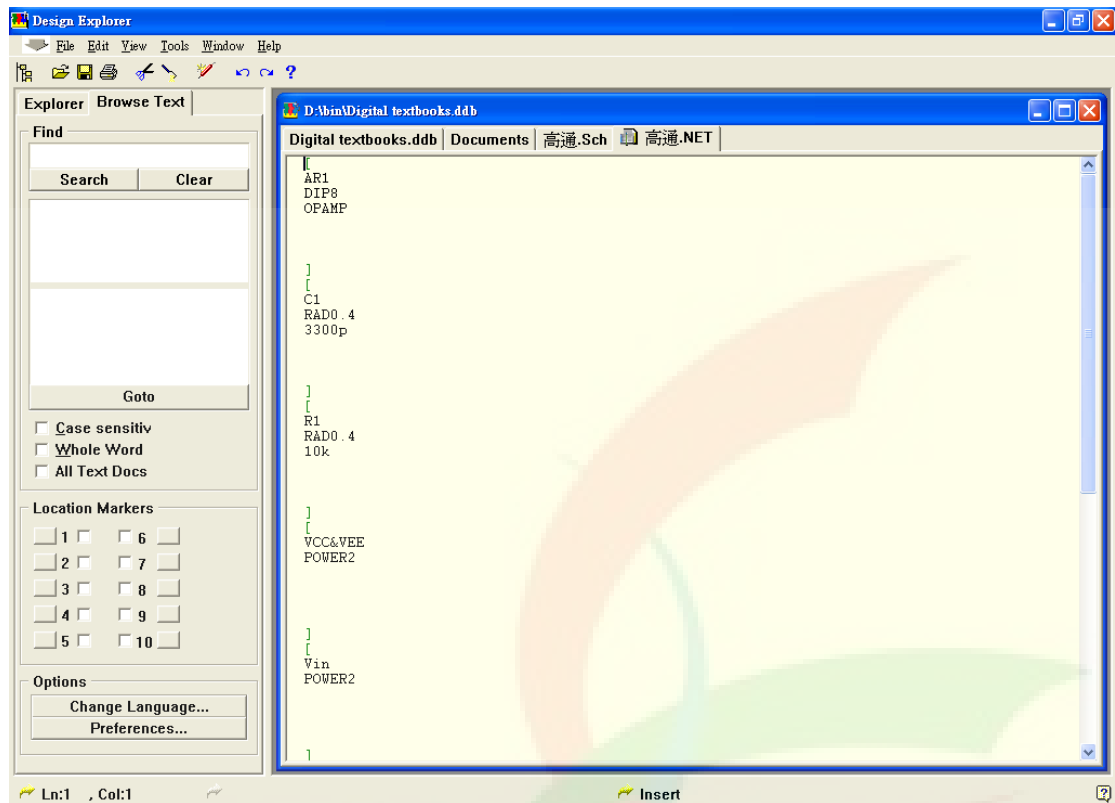 Design Explorer
File Edit View Tools Window Help
Explorer Browse Text
Find
Search Clear
Goto
Case sensitiv
Whole Word
All Text Docs
Location Markers
1 6
2 7
3 8
4 9
5 10
Options
Change Language...
Preferences...
D:\bin\Digital textbooks.ddb
Digital textbooks.ddb Documents 高通.Sch 高通.NET
[
AR1
DIP8
OPAMP
]
[
C1
RAD0.4
3300p
]
[
R1
RAD0.4
10k
]
[
VCC&VEE
POWER2
]
[
Vin
POWER2
]
Ln:1 , Col:1 Insert